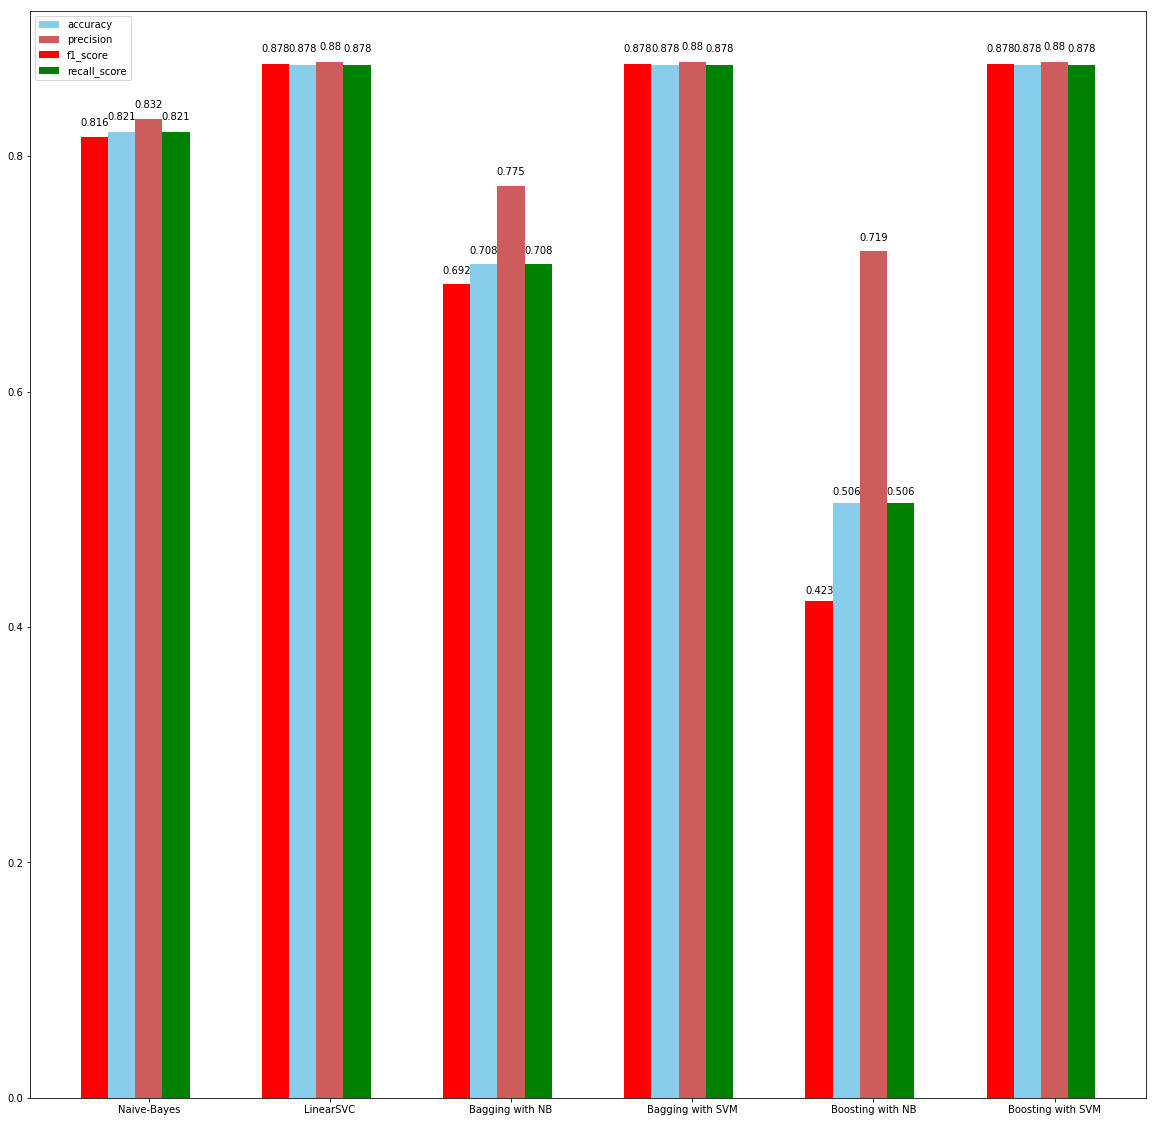 accuracy
precision
f1_score
recall_score
0.816 0.821 0.832 0.821
0.878 0.878 0.88 0.878
0.692 0.708 0.775 0.708
0.878 0.878 0.88 0.878
0.423 0.506 0.719 0.506
0.878 0.878 0.88 0.878
0.8
0.6
0.4
0.2
0.0
Naive-Bayes LinearSVC Bagging with NB Bagging with SVM Boosting with NB Boosting with SVM